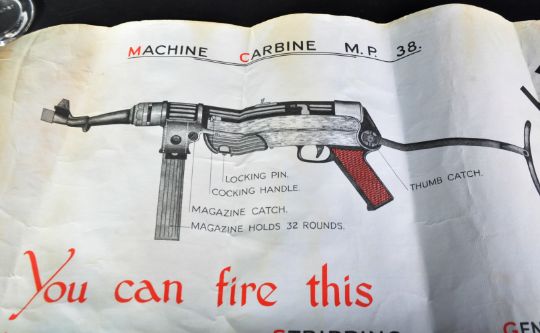 MACHINE CARBINE M.P. 38.
LOCKING PIN.
COCKING HANDLE.
THUMB CATCH.
MAGAZINE CATCH.
MAGAZINE HOLDS 32 ROUNDS.
You can fire this